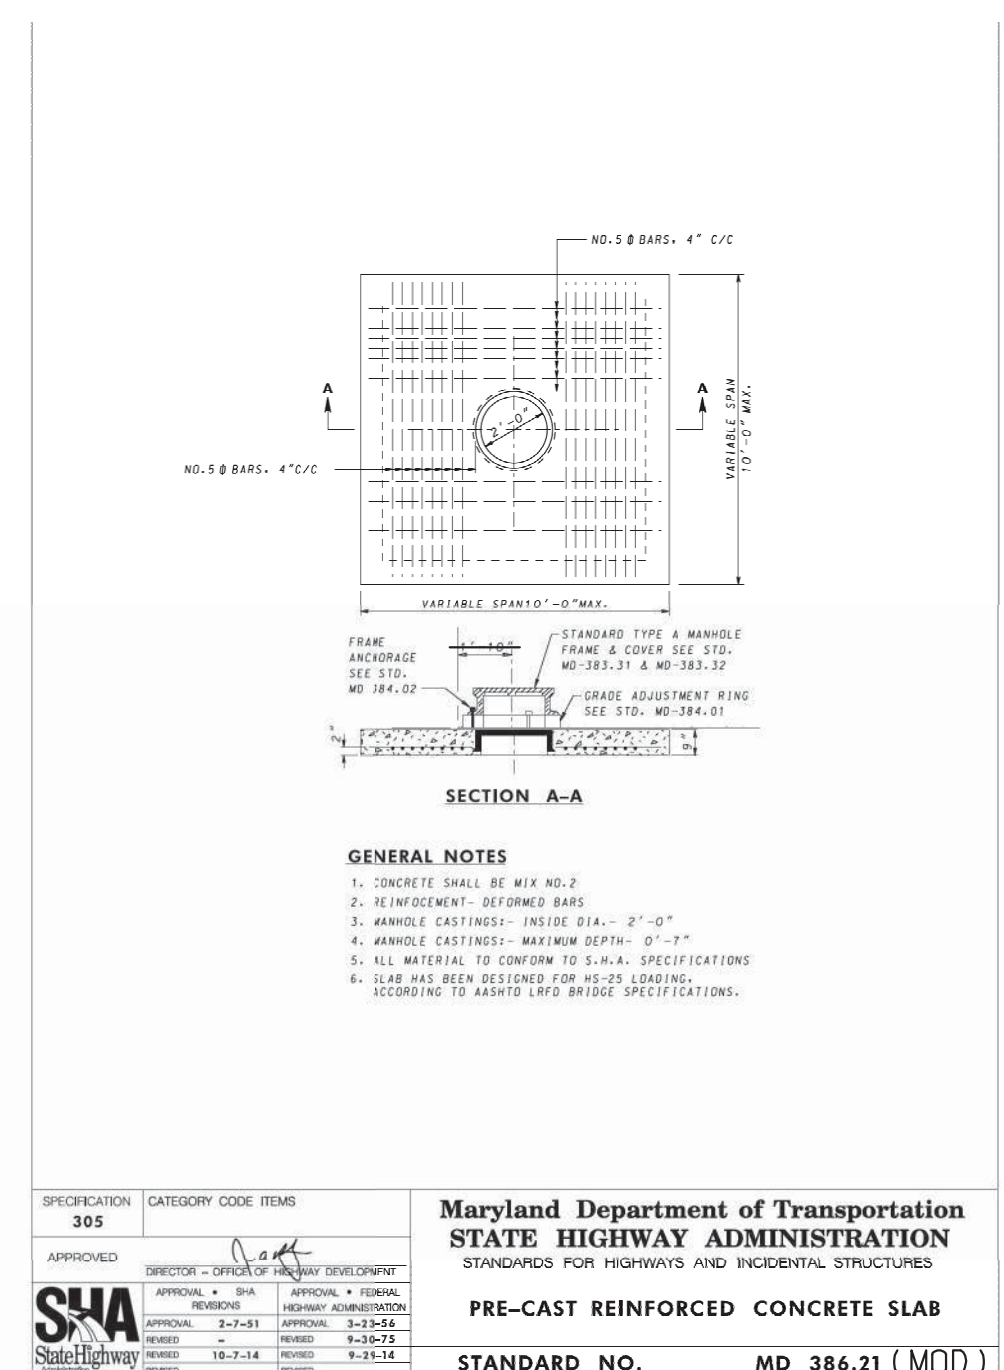 NO.5 ϕ BARS, 4" C/C
A
A
2'-0"
VARIABLE SPAN
10'-0" MAX.
NO.5 ϕ BARS. 4"C/C
VARIABLE SPAN10'-0"MAX.
FRAME
ANCHORAGE
SEE STD.
MD 384.02
1'-10"
STANDARD TYPE A MANHOLE
FRAME & COVER SEE STD.
MD-383.31 & MD-383.32
GRADE ADJUSTMENT RING
SEE STD. MD-384.01
2"
9"
SECTION A-A
GENERAL NOTES
1. CONCRETE SHALL BE MIX NO.2
2. REINFOCEMENT- DEFORMED BARS
3. MANHOLE CASTINGS:- INSIDE DIA.- 2'-0"
4. MANHOLE CASTINGS:- MAXIMUM DEPTH- 0'-7"
5. ALL MATERIAL TO CONFORM TO S.H.A. SPECIFICATIONS
6. SLAB HAS BEEN DESIGNED FOR HS-25 LOADING,
ACCORDING TO AASHTO LRFD BRIDGE SPECIFICATIONS.
SPECIFICATION
305
CATEGORY CODE ITEMS
APPROVED
DIRECTOR - OFFICE OF HIGHWAY DEVELOPMENT
SHA
StateHighway
APPROVAL • SHA
REVISIONS
APPROVAL • FEDERAL
HIGHWAY ADMINISTRATION
APPROVAL 2-7-51
APPROVAL 3-23-56
REVISED -
REVISED 9-30-75
REVISED 10-7-14
REVISED 9-29-14
Maryland Department of Transportation
STATE HIGHWAY ADMINISTRATION
STANDARDS FOR HIGHWAYS AND INCIDENTAL STRUCTURES
PRE-CAST REINFORCED CONCRETE SLAB
STANDARD NO. MD 386.21 (MOD)